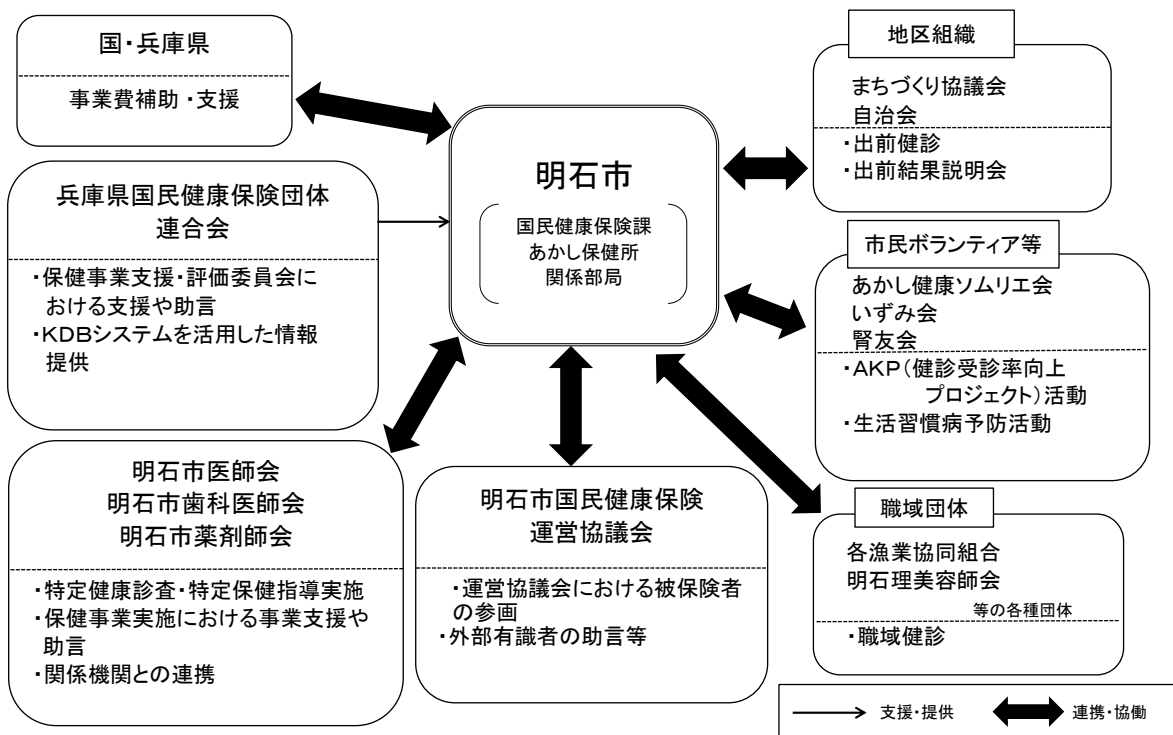 国・兵庫県
事業費補助・支援
兵庫県国民健康保険団体
連合会
・保健事業支援・評価委員会に
おける支援や助言
・KDBシステムを活用した情報
提供
明石市医師会
明石市歯科医師会
明石市薬剤師会
・特定健康診査・特定保健指導実施
・保健事業実施における事業支援や
助言
・関係機関との連携
明石市
国民健康保険課
あかし保健所
関係部局
明石市国民健康保険
運営協議会
・運営協議会における被保険者
の参画
・外部有識者の助言等
地区組織
まちづくり協議会
自治会
・出前健診
・出前結果説明会
市民ボランティア等
あかし健康ソムリエ会
いずみ会
腎友会
・AKP(健診受診率向上
プロジェクト)活動
・生活習慣病予防活動
職域団体
各漁業協同組合
明石理美容師会
等の各種団体
・職域健診
支援・提供
連携・協働